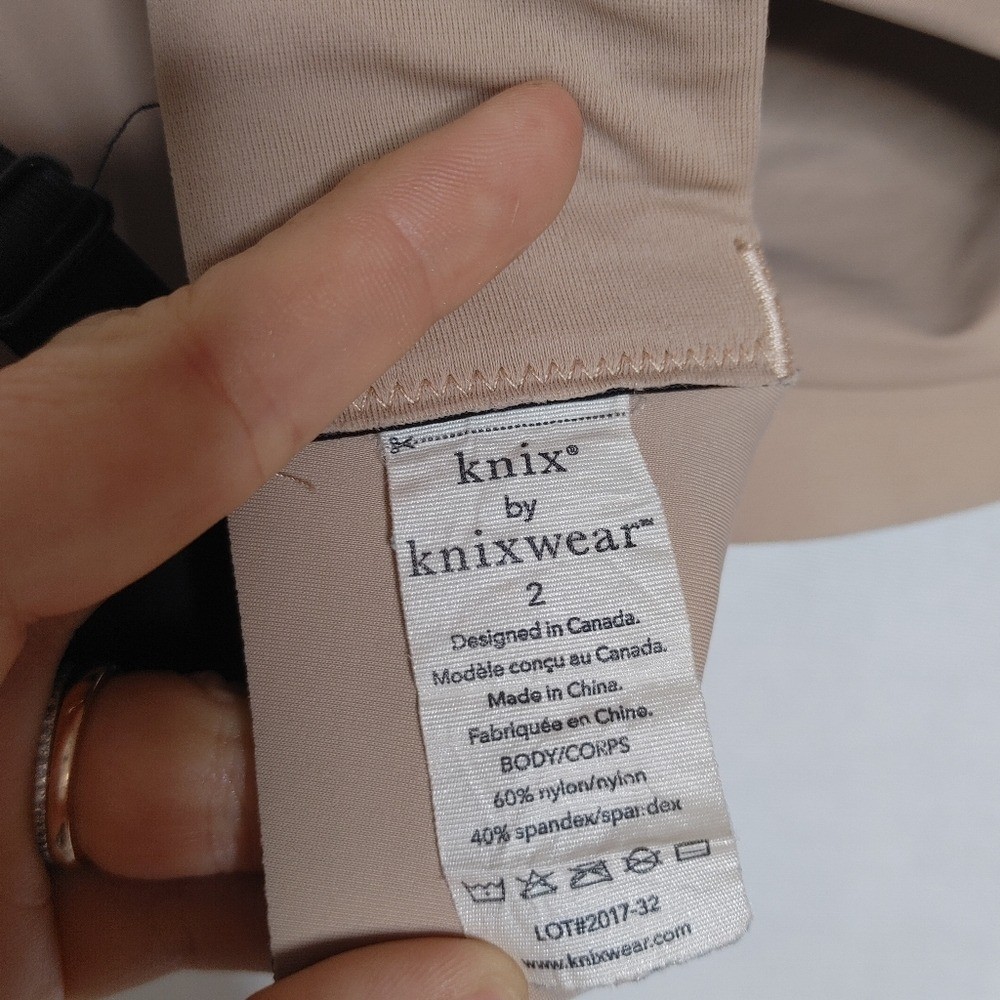 knix®
by
knixwear™
2
Designed in Canada.
Modèle conçu au Canada.
Made in China.
Fabriquée en Chine.
BODY/CORPS
60% nylon/nylon
40% spandex/spandex
LOT#2017-32
www.knixwear.com